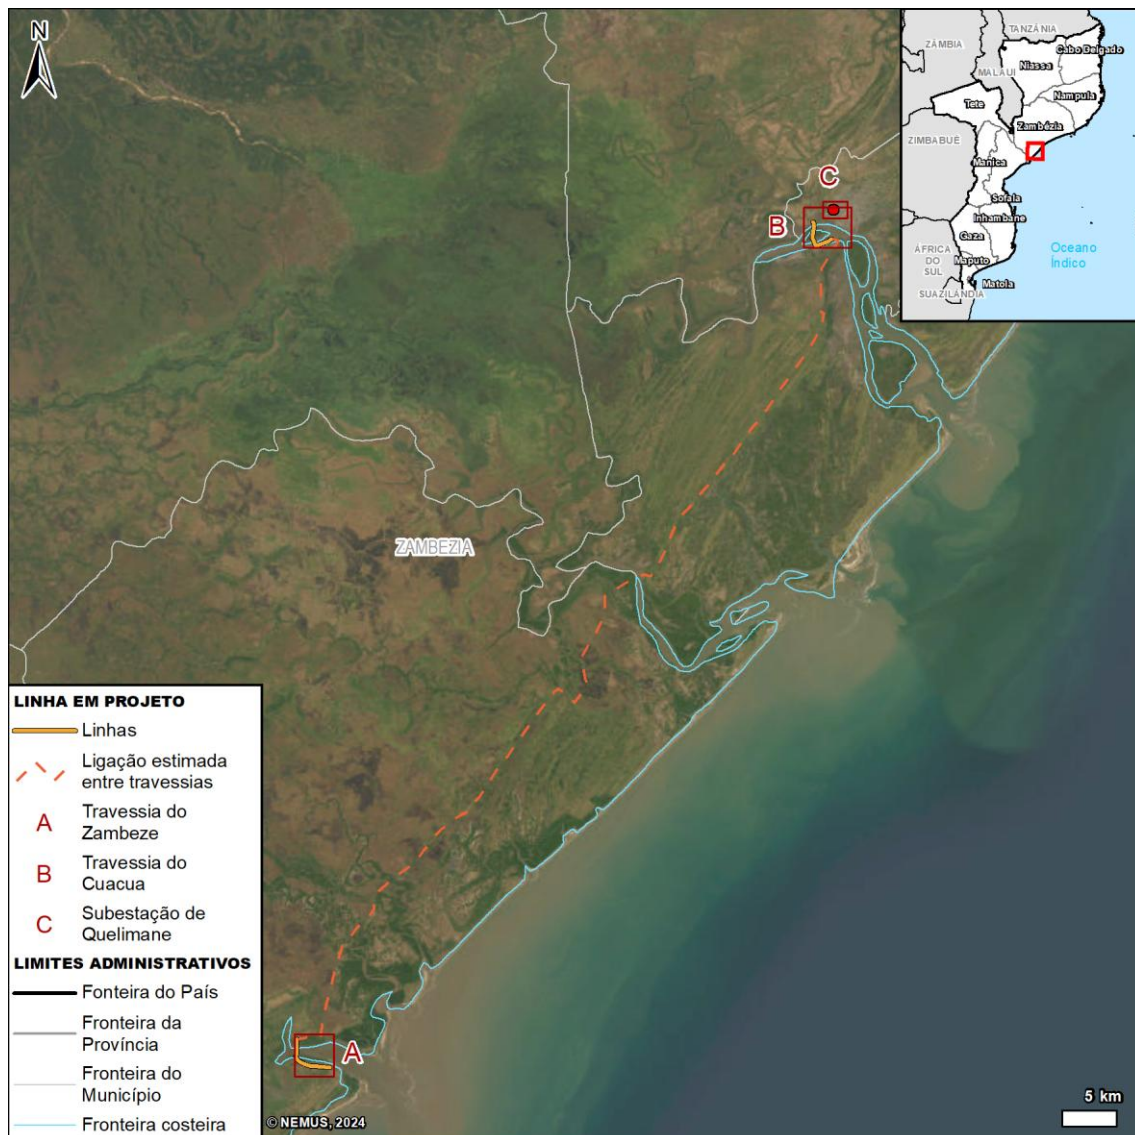 N
C
B
ZAMBEZIA
A
TANZÂNIA
ZÂMBIA
Cabo Delgado
Niassa
MALAUI
Nampula
Tete
Zambézia
ZIMBABUÉ
Manica
Sofala
Inhambane
Gaza
ÁFRICA
DO
SUL
Oceano
Índico
Maputo
Matola
SUAZILÂNDIA
LINHA EM PROJETO
Linhas
Ligação estimada
entre travessias
A
Travessia do
Zambeze
B
Travessia do
Cuacua
C
Subestação de
Quelimane
LIMITES ADMINISTRATIVOS
Fonteira do País
Fronteira da
Província
Fronteira do
Município
Fronteira costeira
© NEMUS, 2024
5 km